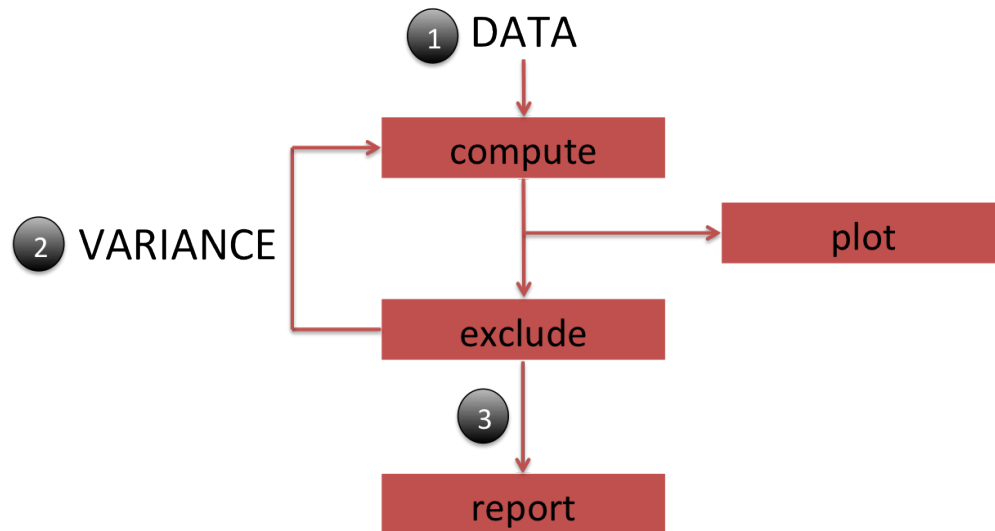 1 DATA
compute
2 VARIANCE
plot
exclude
3
report